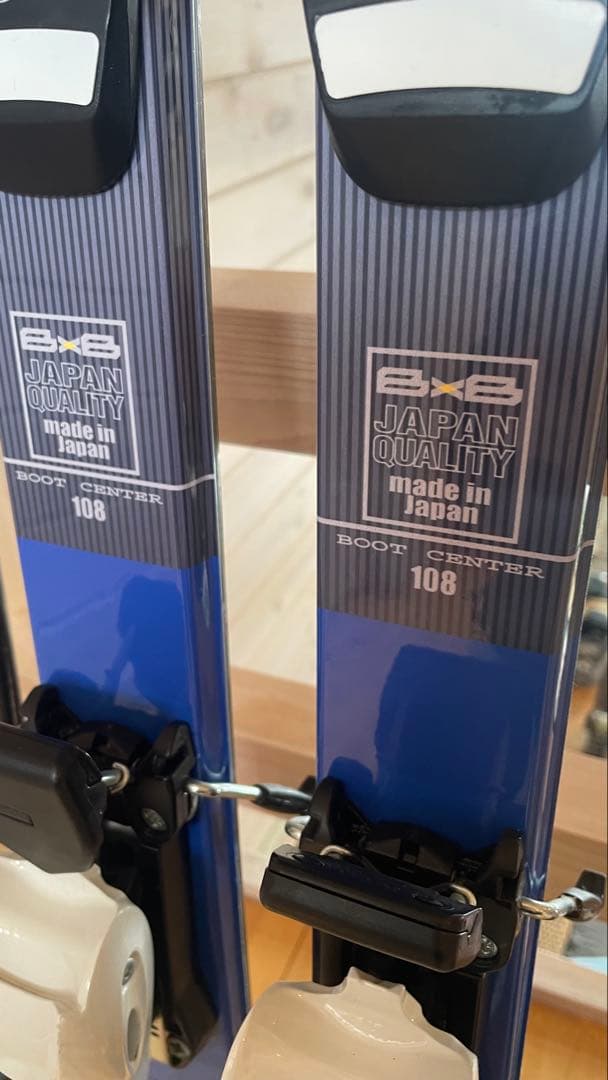 8×8
JAPAN
QUALITY
made in
Japan
BOOT CENTER
108
8×8
JAPAN
QUALITY
made in
Japan
BOOT CENTER
108